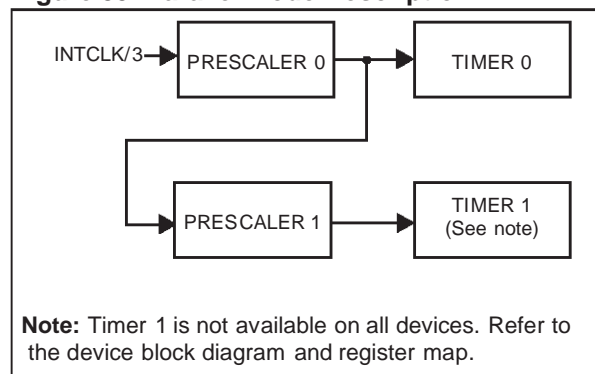 INTCLK/3
PRESCALER 0
TIMER 0
PRESCALER 1
TIMER 1
(See note)
Note: Timer 1 is not available on all devices. Refer to
the device block diagram and register map.